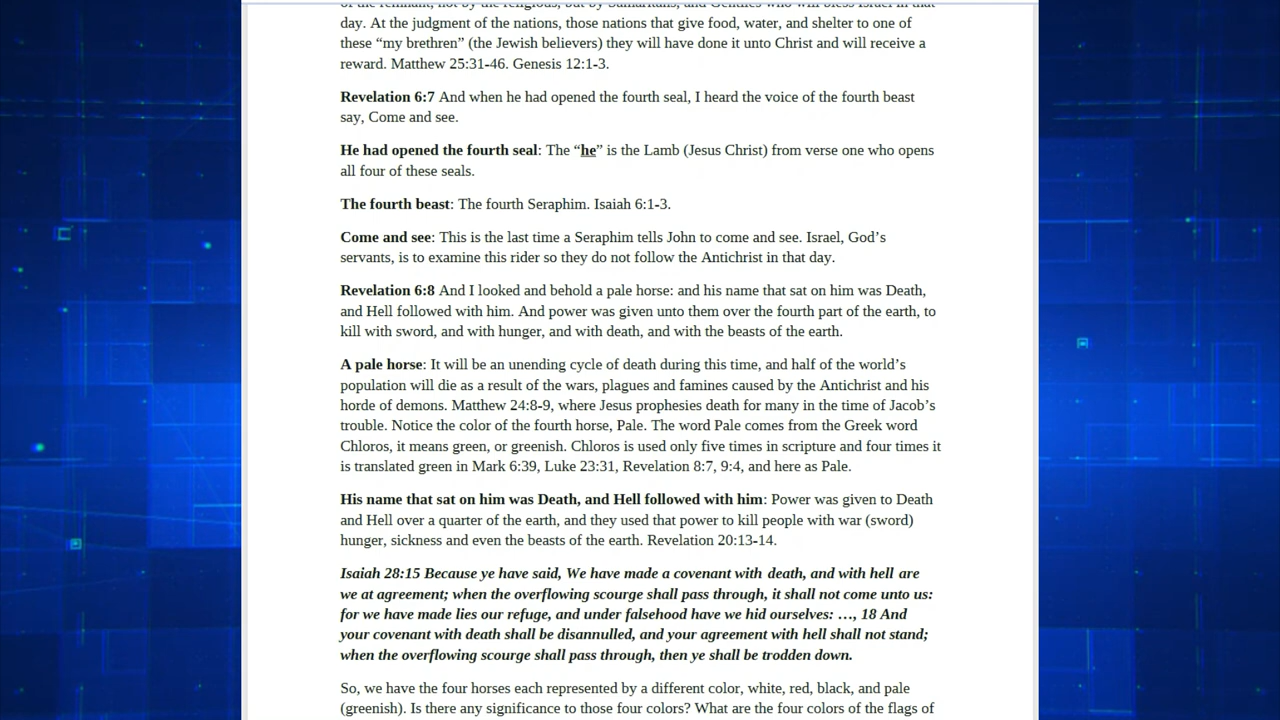 of the remnant, not by the religious, but by Samaritans, and Gentiles who will bless Israel in that
day. At the judgment of the nations, those nations that give food, water, and shelter to one of
these “my brethren” (the Jewish believers) they will have done it unto Christ and will receive a
reward. Matthew 25:31-46. Genesis 12:1-3.
Revelation 6:7 And when he had opened the fourth seal, I heard the voice of the fourth beast
say, Come and see.
He had opened the fourth seal: The “he” is the Lamb (Jesus Christ) from verse one who opens
all four of these seals.
The fourth beast: The fourth Seraphim. Isaiah 6:1-3.
Come and see: This is the last time a Seraphim tells John to come and see. Israel, God’s
servants, is to examine this rider so they do not follow the Antichrist in that day.
Revelation 6:8 And I looked and behold a pale horse: and his name that sat on him was Death,
and Hell followed with him. And power was given unto them over the fourth part of the earth, to
kill with sword, and with hunger, and with death, and with the beasts of the earth.
A pale horse: It will be an unending cycle of death during this time, and half of the world’s
population will die as a result of the wars, plagues and famines caused by the Antichrist and his
horde of demons. Matthew 24:8-9, where Jesus prophesies death for many in the time of Jacob’s
trouble. Notice the color of the fourth horse, Pale. The word Pale comes from the Greek word
Chloros, it means green, or greenish. Chloros is used only five times in scripture and four times it
is translated green in Mark 6:39, Luke 23:31, Revelation 8:7, 9:4, and here as Pale.
His name that sat on him was Death, and Hell followed with him: Power was given to Death
and Hell over a quarter of the earth, and they used that power to kill people with war (sword)
hunger, sickness and even the beasts of the earth. Revelation 20:13-14.
Isaiah 28:15 Because ye have said, We have made a covenant with death, and with hell are
we at agreement; when the overflowing scourge shall pass through, it shall not come unto us:
for we have made lies our refuge, and under falsehood have we hid ourselves: …, 18 And
your covenant with death shall be disannulled, and your agreement with hell shall not stand;
when the overflowing scourge shall pass through, then ye shall be trodden down.
So, we have the four horses each represented by a different color, white, red, black, and pale
(greenish). Is there any significance to those four colors? What are the four colors of the flags of